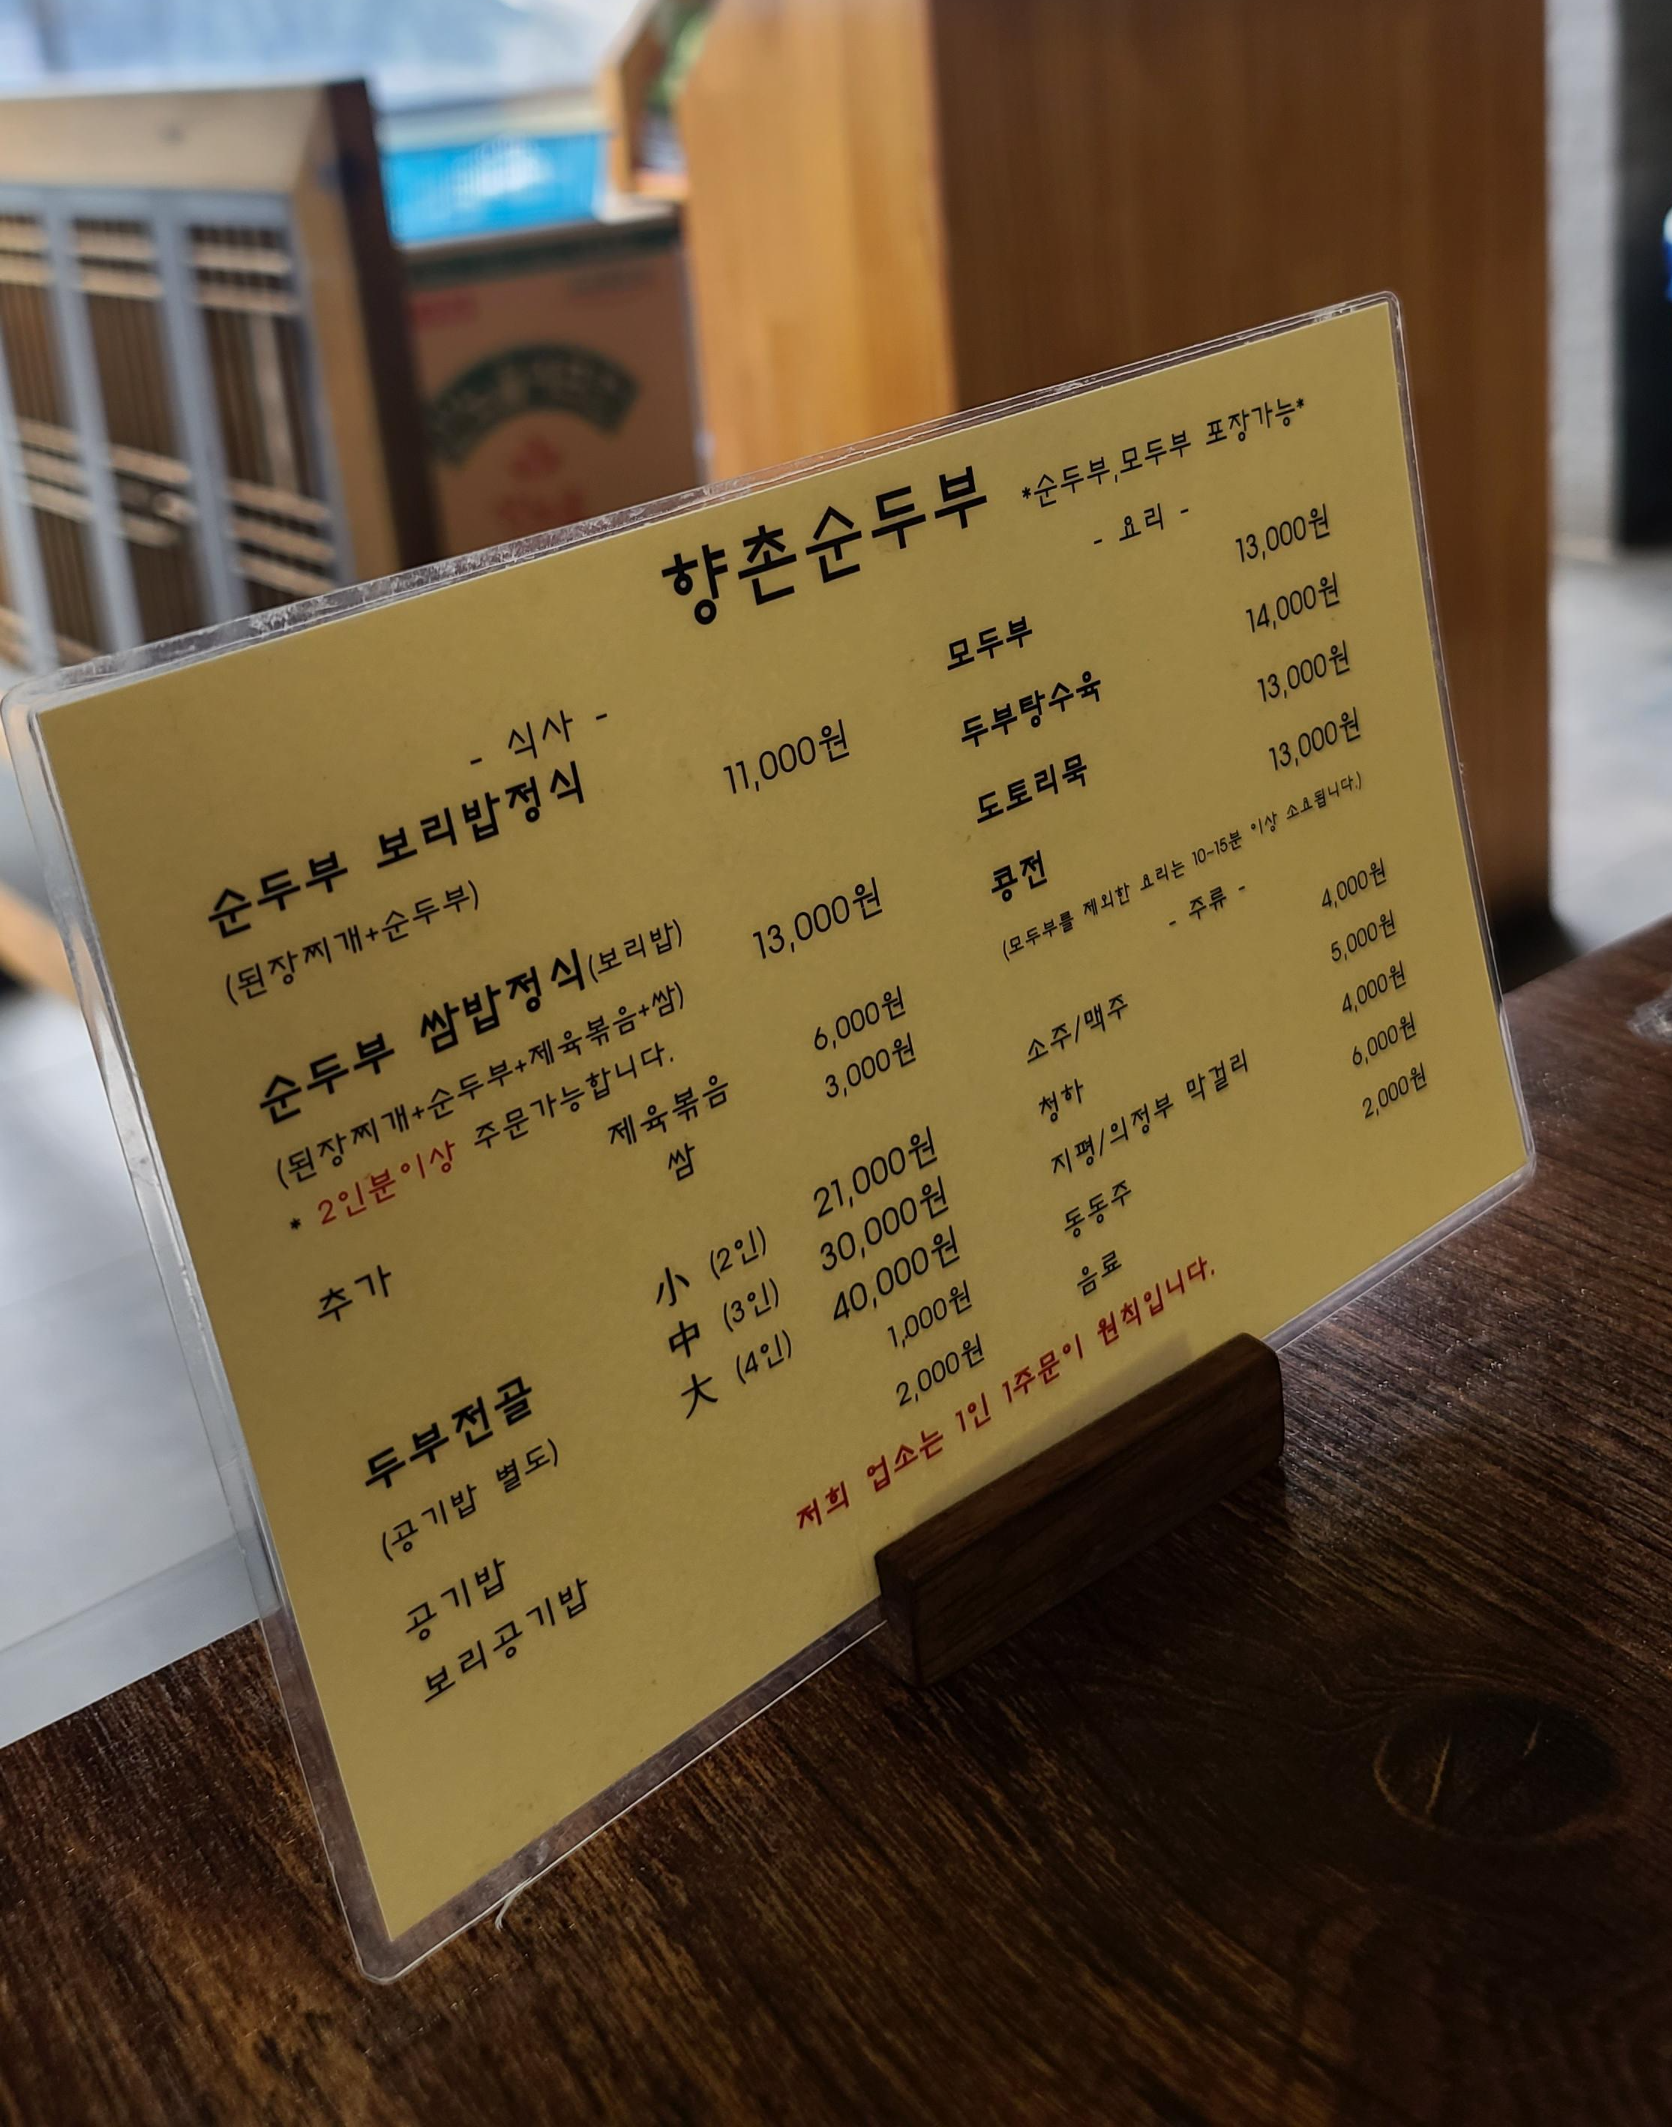 향촌순두부 *순두부,모두부 포장가능*
- 식사 -
순두부 보리밥정식 11,000원
(된장찌개+순두부)
순두부 쌈밥정식(보리밥) 13,000원
(된장찌개+순두부+제육볶음+쌈)
* 2인분이상 주문가능합니다.
추가 제육볶음 6,000원
쌈 3,000원
두부전골 小 (2인) 21,000원
(공기밥 별도) 中 (3인) 30,000원
大 (4인) 40,000원
공기밥 1,000원
보리공기밥 2,000원
- 요리 -
모두부 13,000원
두부탕수육 14,000원
도토리묵 13,000원
콩전 13,000원
(모두부를 제외한 요리는 10~15분 이상 소요됩니다.)
- 주류 -
소주/맥주 4,000원
청하 5,000원
지평/의정부 막걸리 4,000원
동동주 6,000원
음료 2,000원
저희 업소는 1인 1주문이 원칙입니다.